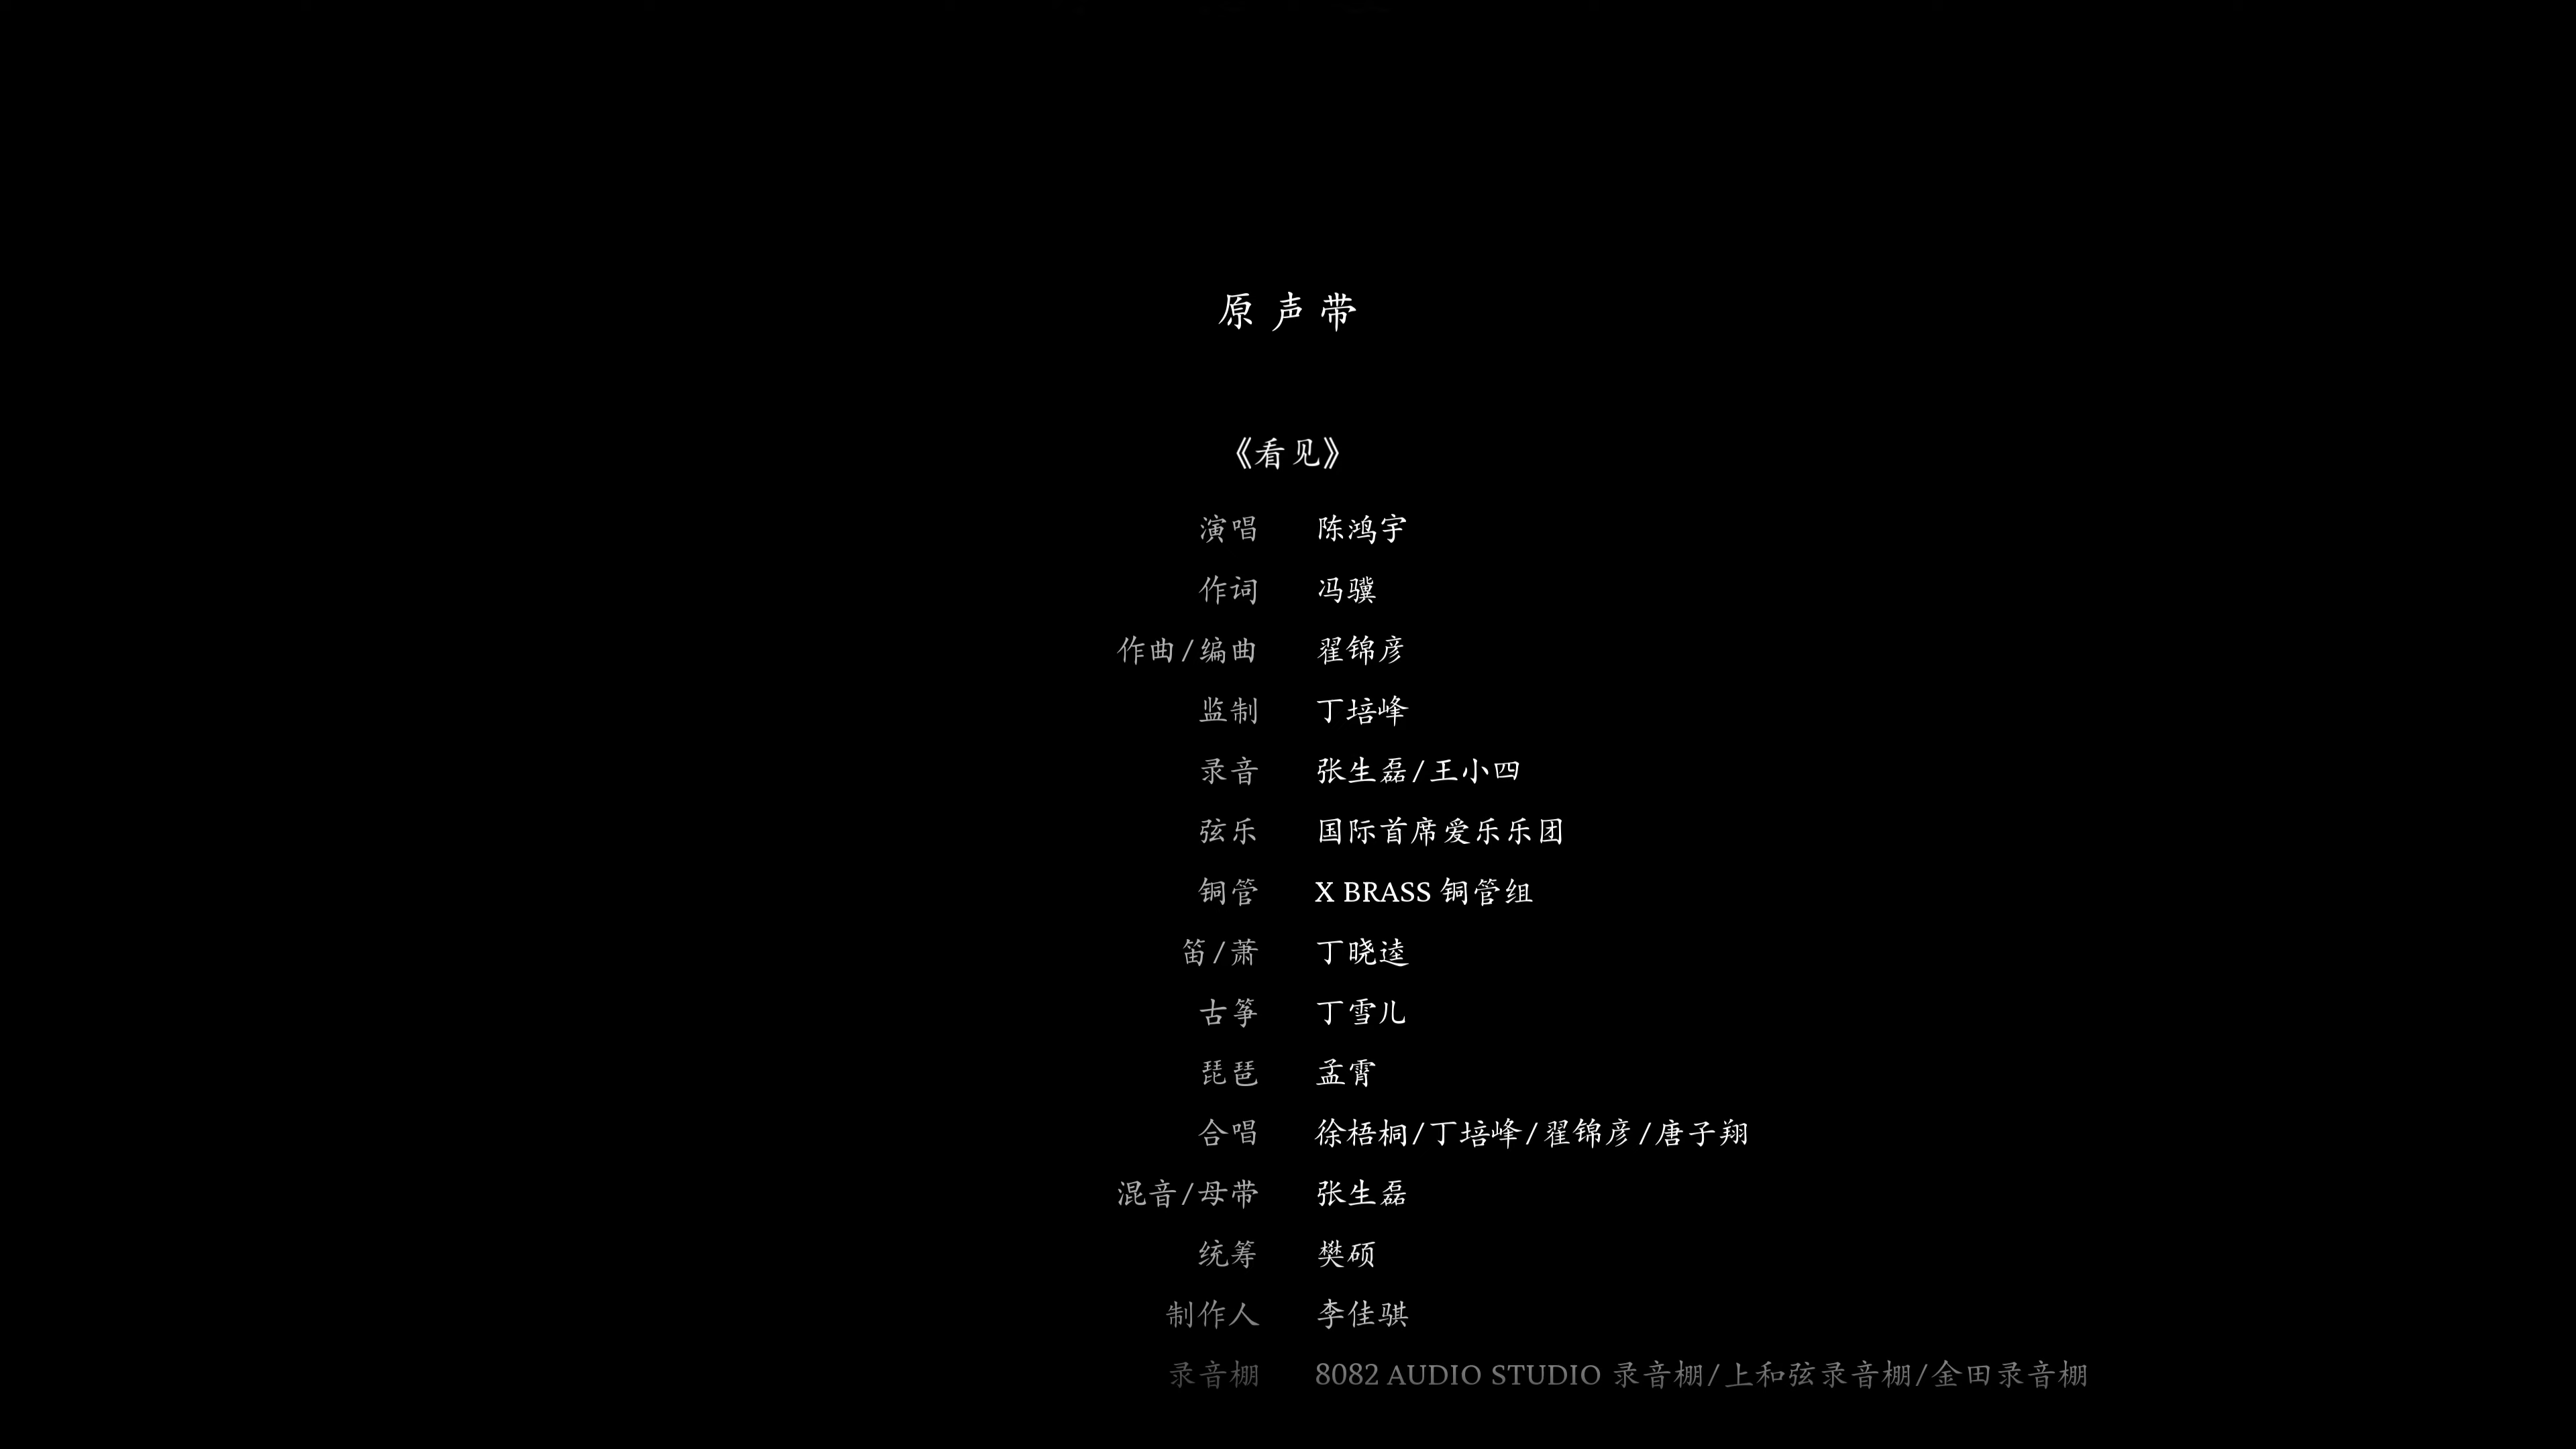 原声带
《看见》
演唱 陈鸿宇
作词 冯骥
作曲/编曲 翟锦彦
监制 丁培峰
录音 张生磊/王小四
弦乐 国际首席爱乐乐团
铜管 X BRASS 铜管组
笛/萧 丁晓逵
古筝 丁雪儿
琵琶 孟霄
合唱 徐梧桐/丁培峰/翟锦彦/唐子翔
混音/母带 张生磊
统筹 樊硕
制作人 李佳骐
录音棚 8082 AUDIO STUDIO 录音棚/上和弦录音棚/金田录音棚